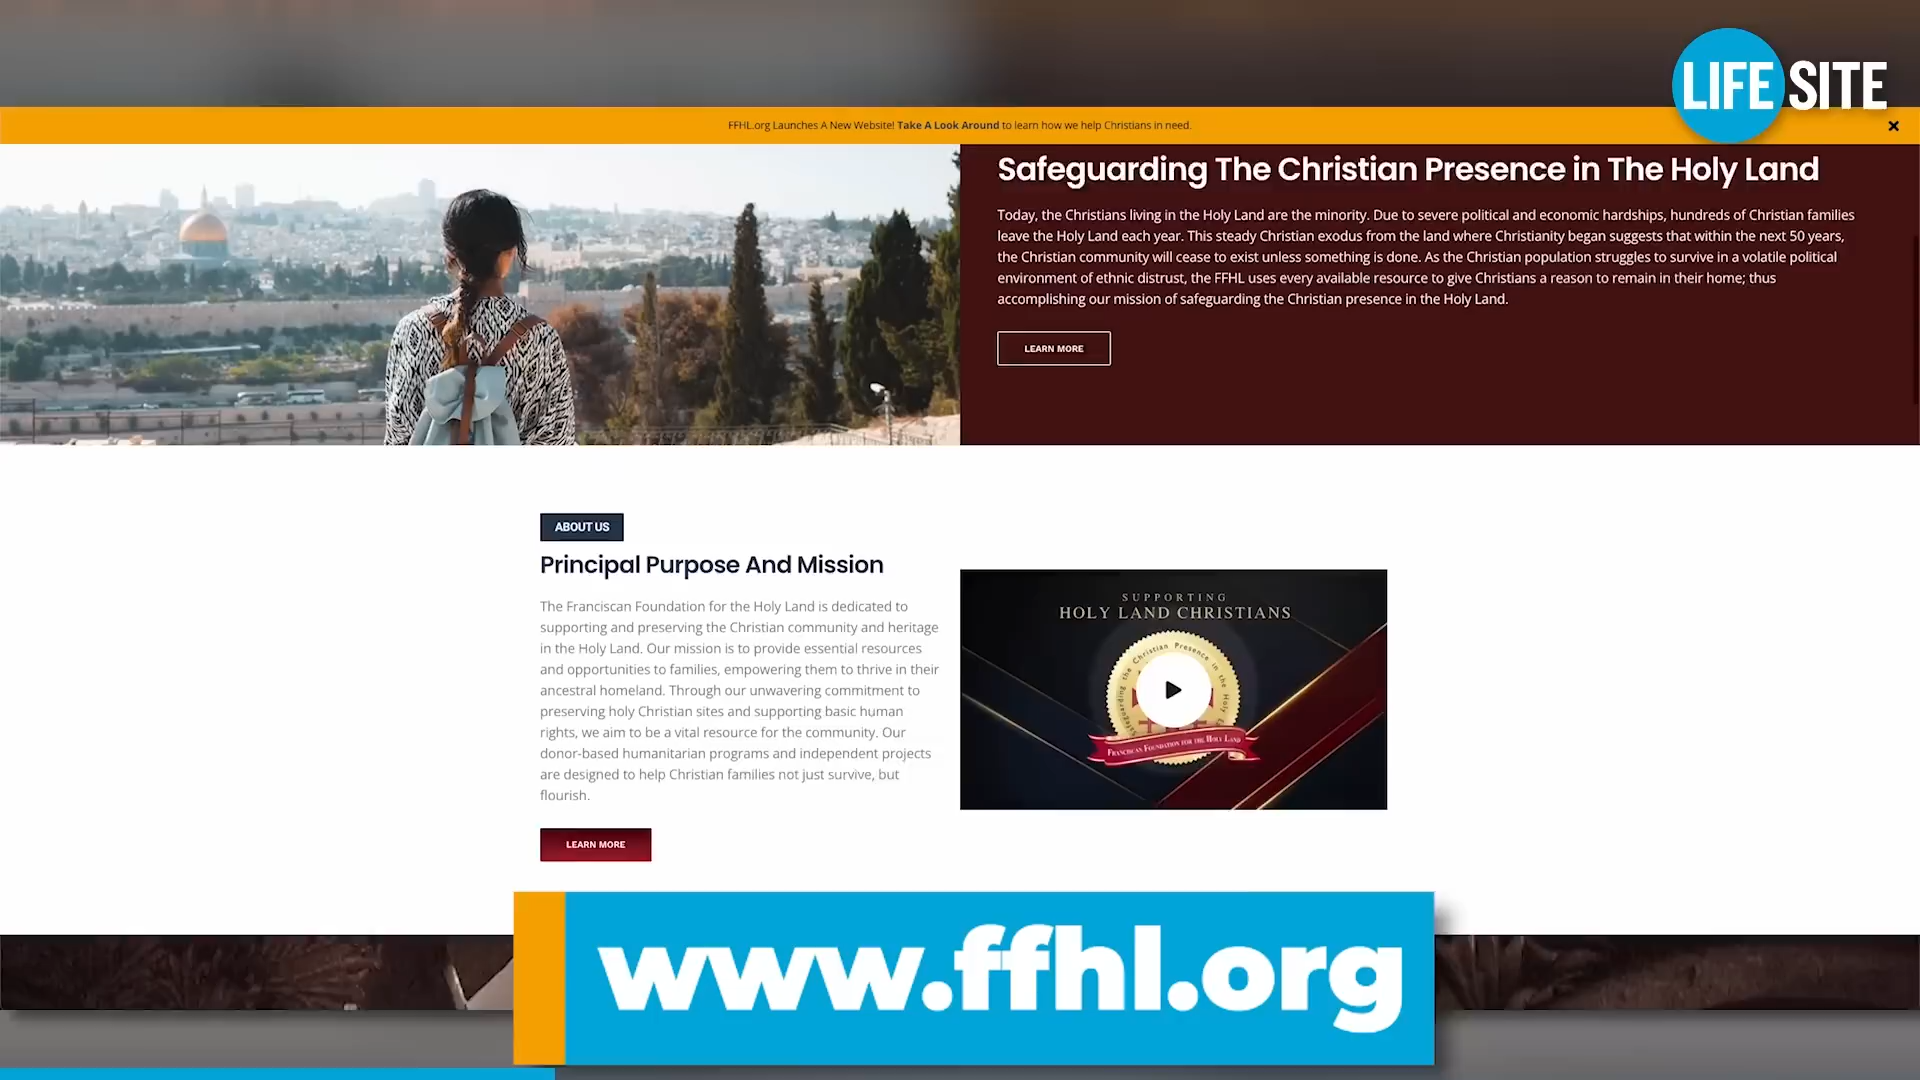 LIFE SITE
FFHL.org Launches A New Website! Take A Look Around to learn how we help Christians in need.
Safeguarding The Christian Presence in The Holy Land
Today, the Christians living in the Holy Land are the minority. Due to severe political and economic hardships, hundreds of Christian families
leave the Holy Land each year. This steady Christian exodus from the land where Christianity began suggests that within the next 50 years,
the Christian community will cease to exist unless something is done. As the Christian population struggles to survive in a volatile political
environment of ethnic distrust, the FFHL uses every available resource to give Christians a reason to remain in their home; thus
accomplishing our mission of safeguarding the Christian presence in the Holy Land.
LEARN MORE
ABOUT US
Principal Purpose And Mission
The Franciscan Foundation for the Holy Land is dedicated to
supporting and preserving the Christian community and heritage
in the Holy Land. Our mission is to provide essential resources
and opportunities to families, empowering them to thrive in their
ancestral homeland. Through our unwavering commitment to
preserving holy Christian sites and supporting basic human
rights, we aim to be a vital resource for the community. Our
donor-based humanitarian programs and independent projects
are designed to help Christian families not just survive, but
flourish.
LEARN MORE
SUPPORTING
HOLY LAND CHRISTIANS
Safeguarding the Christian Presence in the Holy
FRANCISCAN FOUNDATION FOR THE HOLY LAND
www.ffhl.org